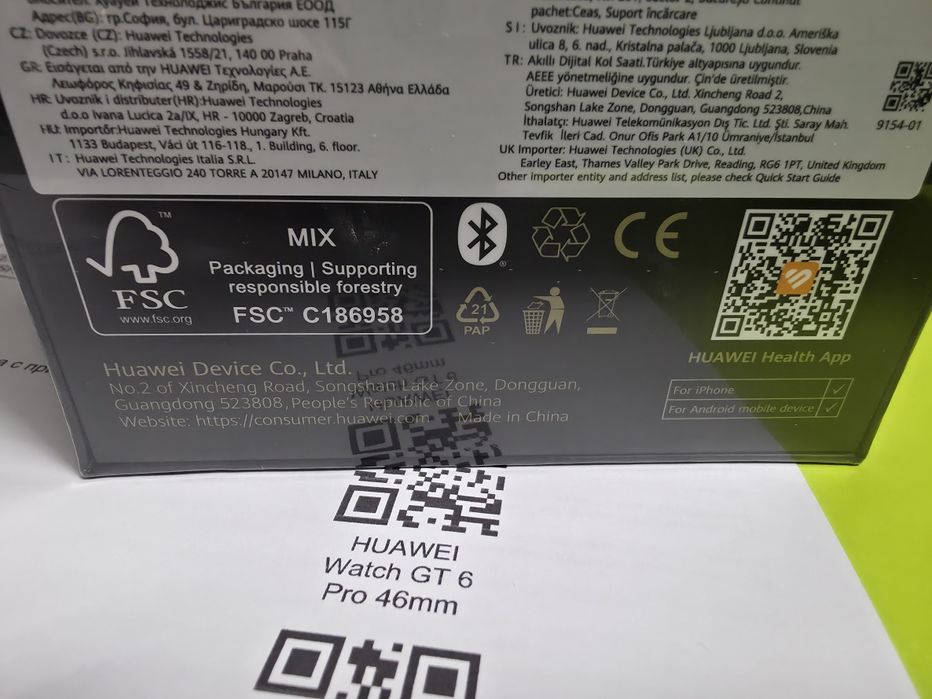 Адрес(BG): гр.София, бул. Цариградско шосе 115Г
CZ: Dovozce (CZ): Huawei Technologies
(Czech) s.r.o. Jihlavská 1558/21, 140 00 Praha
GR: Εισάγεται από την HUAWEI Τεχνολογίες Α.Ε.
Λεωφόρος Κηφισίας 49 & Ζηρίδη, Μαρούσι ΤΚ. 15123 Αθήνα Ελλάδα
HR: Uvoznik i distributer(HR):Huawei Technologies
d.o.o Ivana Lucica 2a/IX, HR - 10000 Zagreb, Croatia
HU: Importőr:Huawei Technologies Hungary Kft.
1133 Budapest, Váci út 116-118., 1. Building, 6. floor.
IT: Huawei Technologies Italia S.R.L.
VIA LORENTEGGIO 240 TORRE A 20147 MILANO, ITALY
pachet:Ceas, Suport încărcare
SI: Uvoznik: Huawei Technologies Ljubljana d.o.o. Ameriška
ulica 8, 6. nad., Kristalna palača, 1000 Ljubljana, Slovenia
TR: Akıllı Dijital Kol Saati.Türkiye altyapısına uygundur.
AEEE yönetmeliğine uygundur. Çin'de üretilmiştir.
Üretici: Huawei Device Co., Ltd. Xincheng Road 2,
Songshan Lake Zone, Dongguan, Guangdong 523808,China
İthalatçı: Huawei Telekomünikasyon Dış Tic. Ltd. Şti. Saray Mah.
Tevfik İleri Cad. Onur Ofis Park A1/10 Ümraniye/İstanbul
UK Importer: Huawei Technologies (UK) Co., Ltd.
Earley East, Thames Valley Park Drive, Reading, RG6 1PT, United Kingdom
Other importer entity and address list, please check Quick Start Guide
9154-01
FSC
www.fsc.org
MIX
Packaging | Supporting
responsible forestry
FSC™ C186958
CE
21
PAP
HUAWEI Health App
For iPhone ✓
For Android mobile device ✓
Huawei Device Co., Ltd.
No.2 of Xincheng Road, Songshan Lake Zone, Dongguan,
Guangdong 523808,People's Republic of China
Website: https://consumer.huawei.com Made in China
HUAWEI
Watch GT 6
Pro 46mm